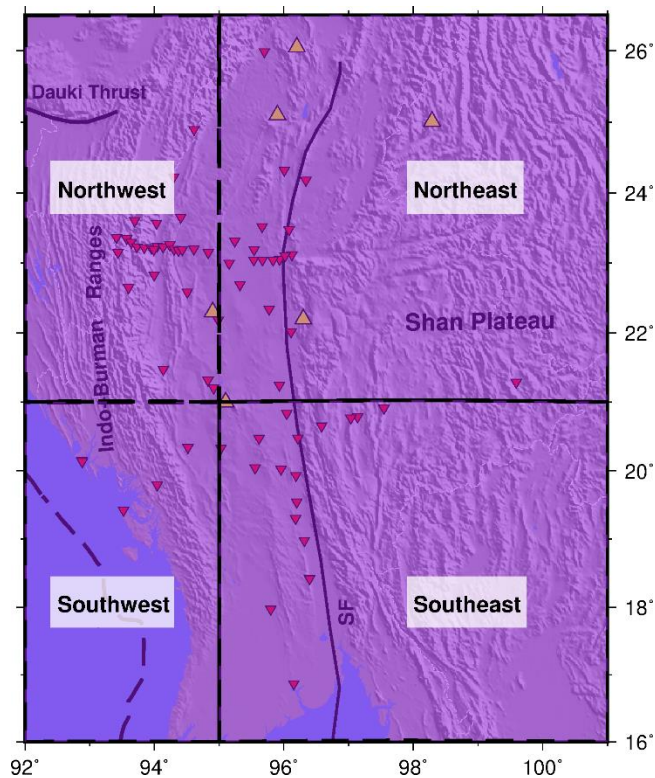 26°
Dauki Thrust
Northwest
Northeast
24°
Indo-Burman Ranges
22°
Shan Plateau
20°
Southwest
Southeast
18°
SF
16°
92°
94°
96°
98°
100°